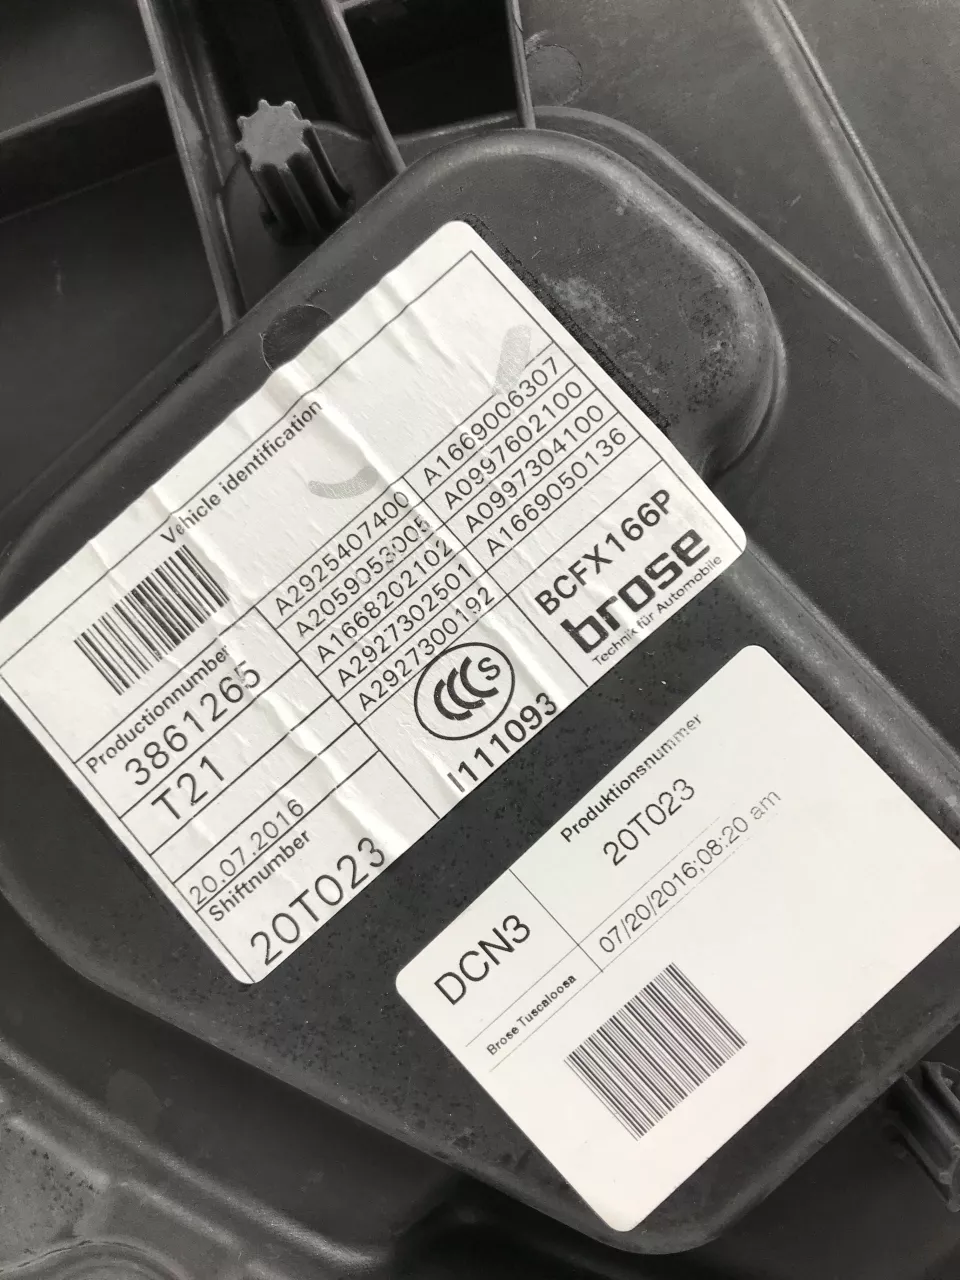 Vehicle identification
Productionnumber
3861265
T21
20.07.2016
Shiftnumber
20T023
A2925407400
A2059053005
A1668202102
A2927302501
A2927300192
A1669006307
A0997602100
A0997304100
A1669050136
CCC S
I111093
BCFX166P
brose
Technik für Automobile
DCN3
Produktionsnummer
20T023
07/20/2016;08:20 am
Brose Tuscaloosa